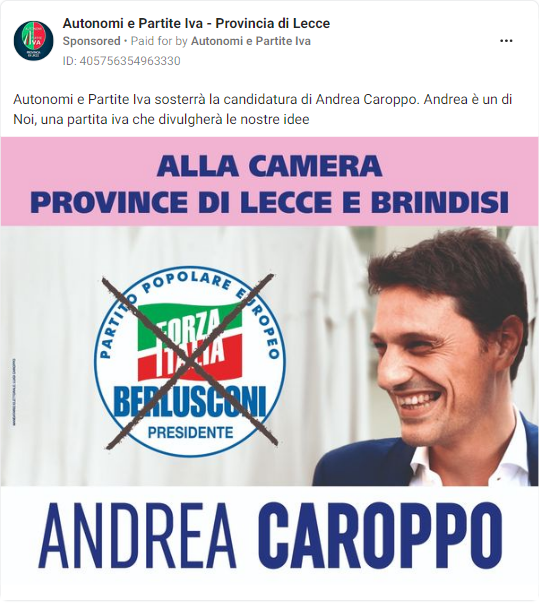 Autonomi e Partite Iva - Provincia di Lecce
Sponsored • Paid for by Autonomi e Partite Iva
ID: 405756354963330
Autonomi e Partite Iva sosterrà la candidatura di Andrea Caroppo. Andrea è un di
Noi, una partita iva che divulgherà le nostre idee
ALLA CAMERA
PROVINCE DI LECCE E BRINDISI
PARTITO POPOLARE EUROPEO
FORZA
ITALIA
BERLUSCONI
PRESIDENTE
ANDREA CAROPPO